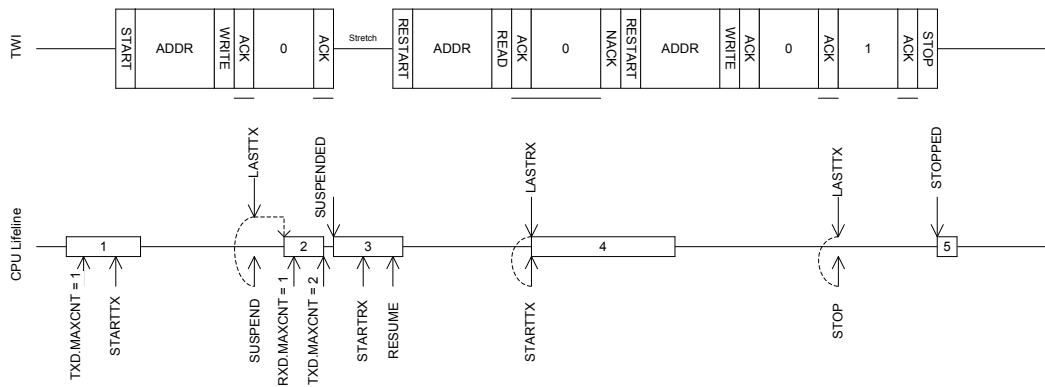 TWI
START
ADDR
WRITE
ACK
0
ACK
Stretch
RESTART
ADDR
READ
ACK
0
NACK
RESTART
ADDR
WRITE
ACK
0
ACK
1
ACK
STOP
LASTTX
SUSPENDED
LASTRX
LASTTX
STOPPED
CPU Lifeline
1
2
3
4
5
TXD.MAXCNT = 1
STARTTX
SUSPEND
RXD.MAXCNT = 1
TXD.MAXCNT = 2
STARTRX
RESUME
STARTTX
STOP